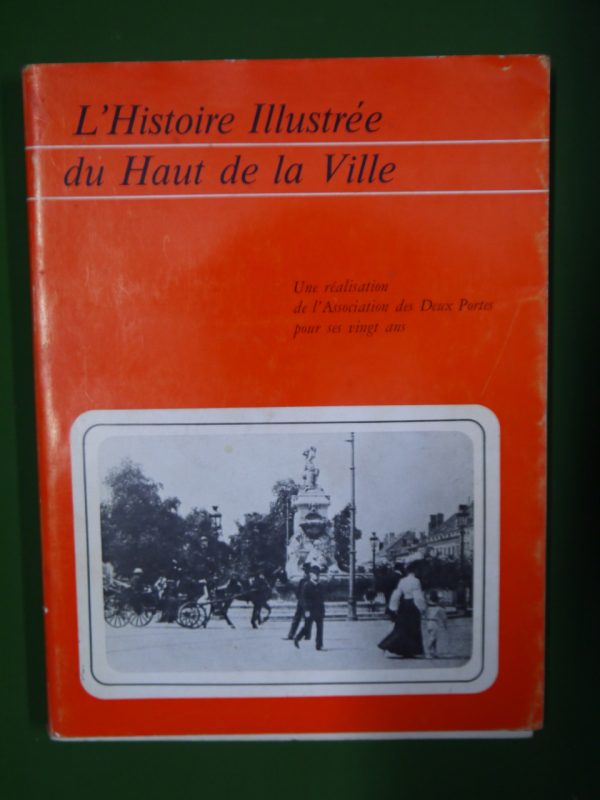 L'Histoire Illustrée
du Haut de la Ville
Une réalisation
de l'Association des Deux Portes
pour ses vingt ans